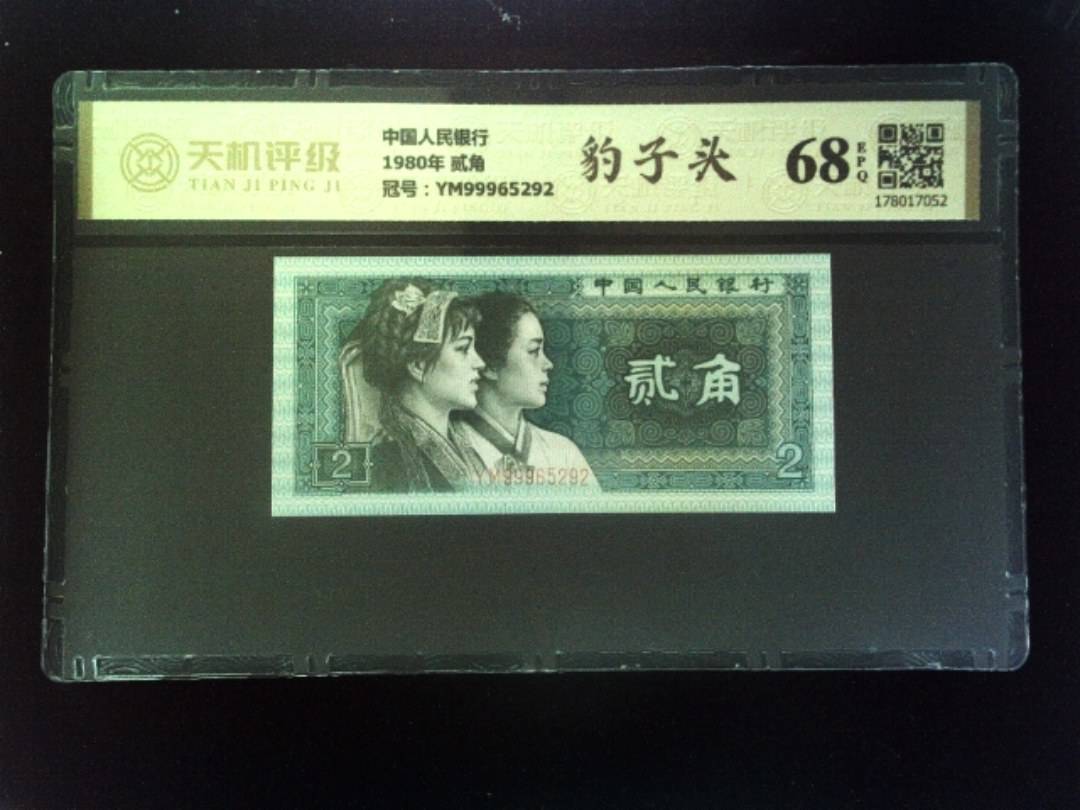 天机评级
TIAN JI PING JI
中国人民银行
1980年 贰角
冠号：YM99965292
豹子头
68
EPQ
178017052
中国人民银行
贰角
2
2
YM99965292